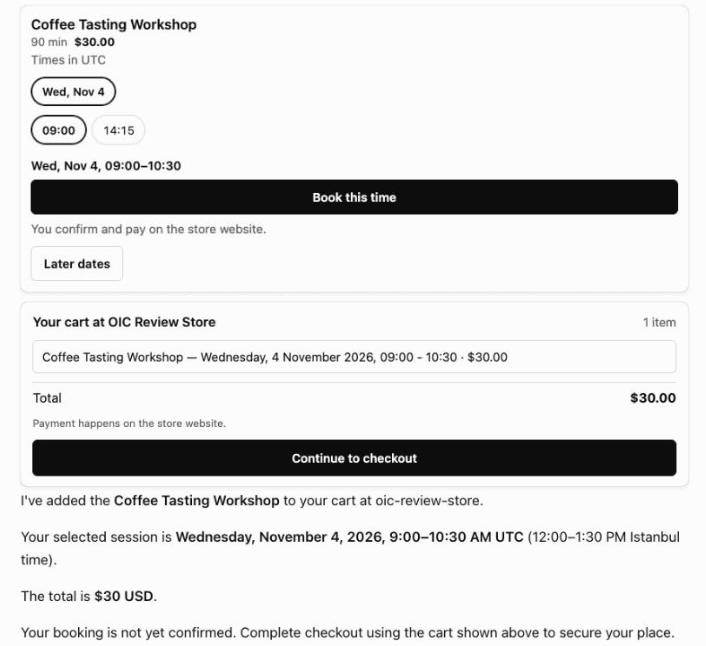 Coffee Tasting Workshop
90 min $30.00
Times in UTC
Wed, Nov 4
09:00 14:15
Wed, Nov 4, 09:00–10:30
Book this time
You confirm and pay on the store website.
Later dates
Your cart at OIC Review Store 1 item
Coffee Tasting Workshop — Wednesday, 4 November 2026, 09:00 - 10:30 · $30.00
Total $30.00
Payment happens on the store website.
Continue to checkout
I've added the Coffee Tasting Workshop to your cart at oic-review-store.
Your selected session is Wednesday, November 4, 2026, 9:00–10:30 AM UTC (12:00–1:30 PM Istanbul
time).
The total is $30 USD.
Your booking is not yet confirmed. Complete checkout using the cart shown above to secure your place.